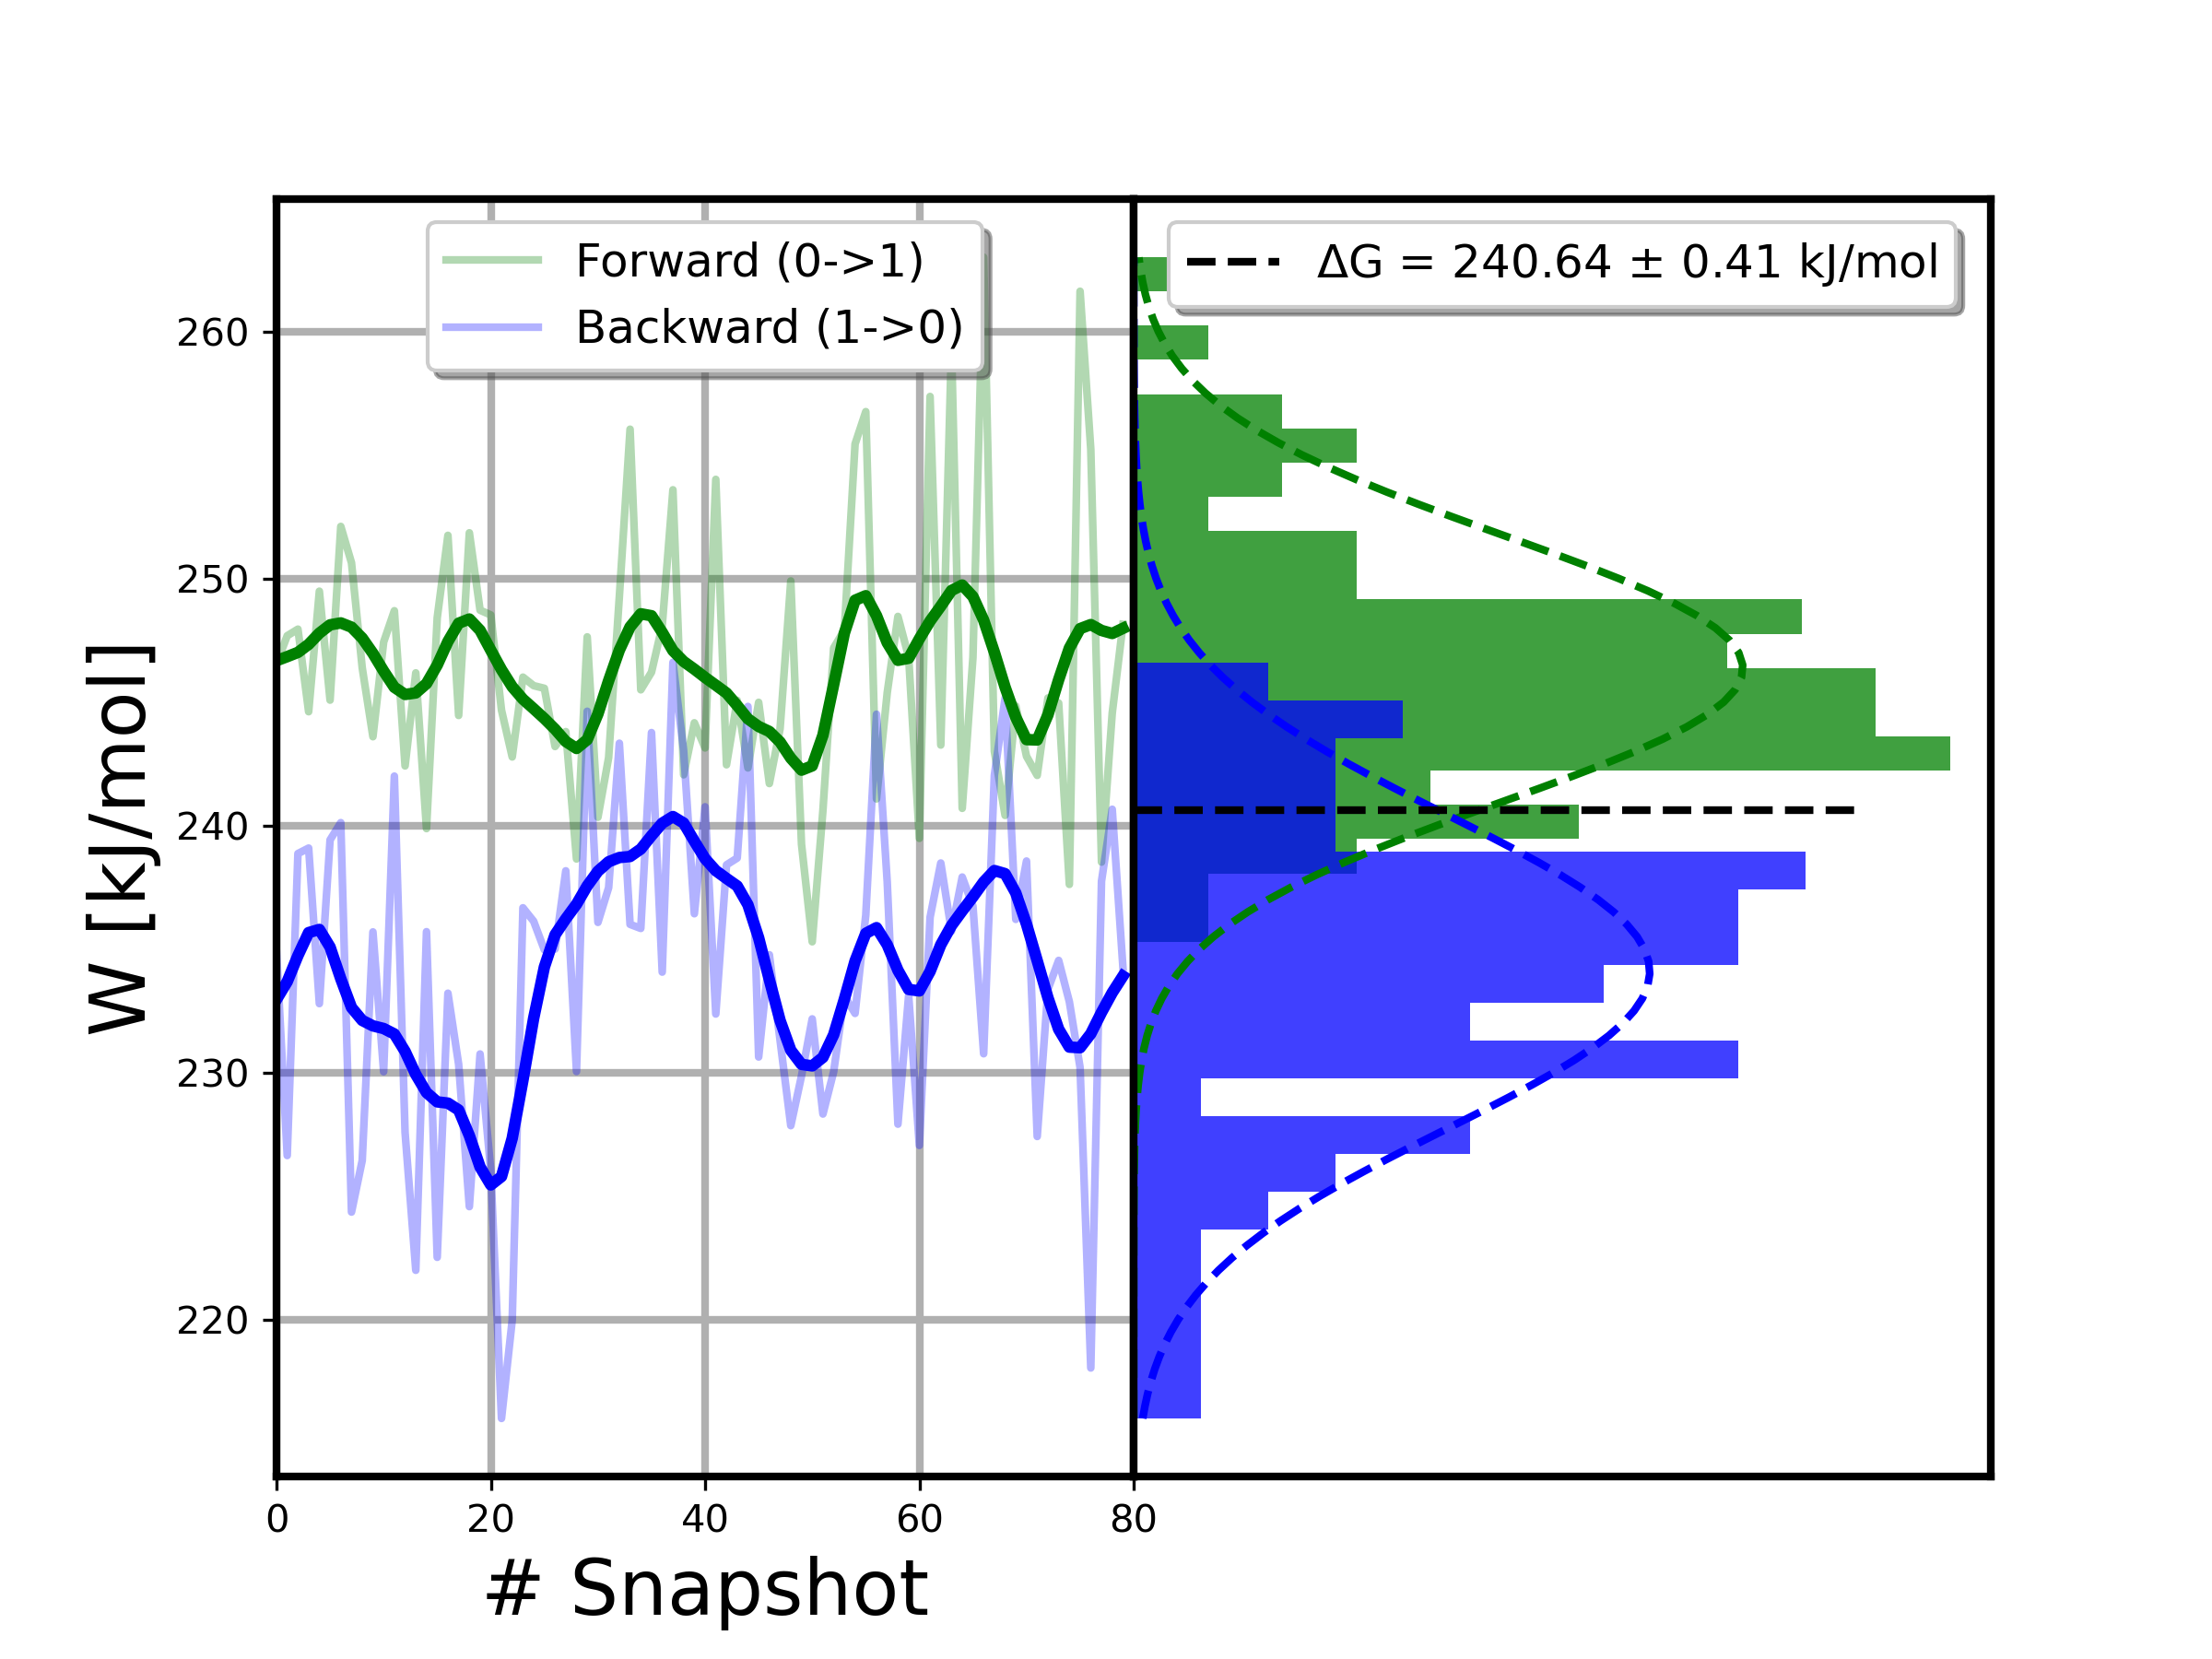 Forward (0->1)
Backward (1->0)
ΔG = 240.64 ± 0.41 kJ/mol
W [kJ/mol]
260
250
240
230
220
0 20 40 60 80
# Snapshot